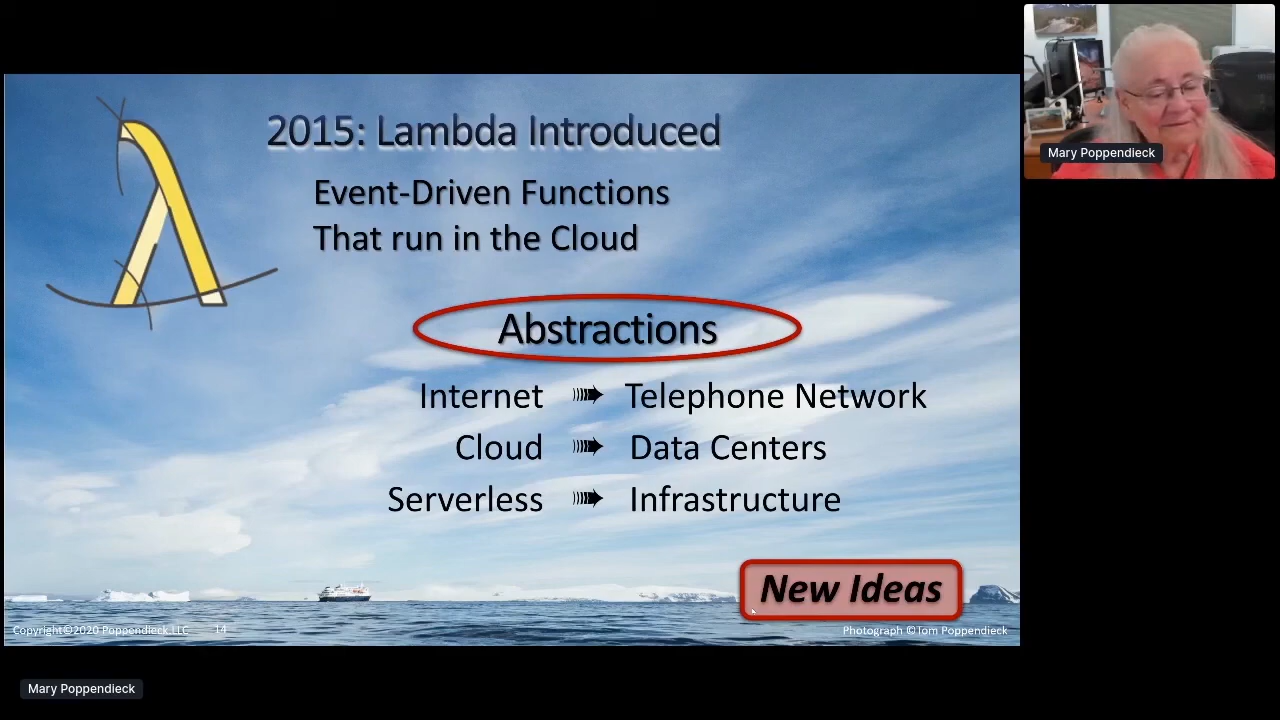 2015: Lambda Introduced
Event-Driven Functions
That run in the Cloud
Abstractions
Internet ➠ Telephone Network
Cloud ➠ Data Centers
Serverless ➠ Infrastructure
New Ideas
Copyright©2020 Poppendieck LLC 14
Photograph ©Tom Poppendieck
Mary Poppendieck
Mary Poppendieck